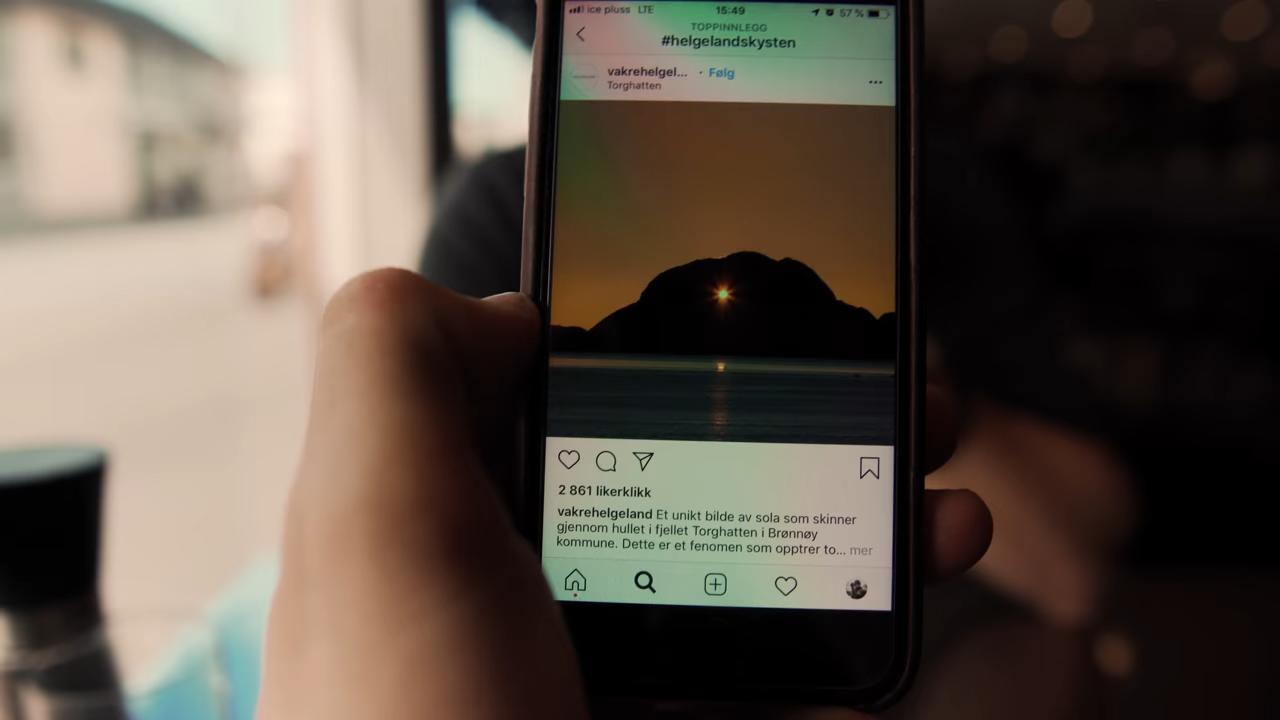 ice pluss LTE 15:49 57 %
TOPPINNLEGG
#helgelandskysten
vakrehelgel... • Følg
Torghatten
2 861 likerklikk
vakrehelgeland Et unikt bilde av sola som skinner
gjennom hullet i fjellet Torghatten i Brønnøy
kommune. Dette er et fenomen som opptrer to... mer